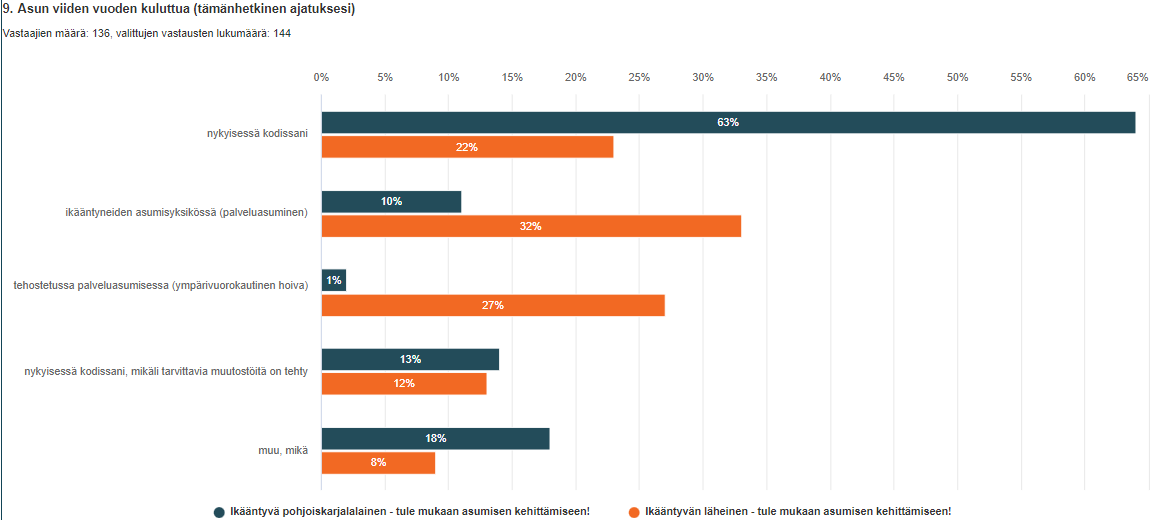 9. Asun viiden vuoden kuluttua (tämänhetkinen ajatuksesi)
Vastaajien määrä: 136, valittujen vastausten lukumäärä: 144
0% 5% 10% 15% 20% 25% 30% 35% 40% 45% 50% 55% 60% 65%
nykyisessä kodissani
63%
22%
ikääntyneiden asumisyksikössä (palveluasuminen)
10%
32%
tehostetussa palveluasumisessa (ympärivuorokautinen hoiva)
1%
27%
nykyisessä kodissani, mikäli tarvittavia muutostöitä on tehty
13%
12%
muu, mikä
18%
8%
Ikääntyvä pohjoiskarjalalainen - tule mukaan asumisen kehittämiseen! Ikääntyvän läheinen - tule mukaan asumisen kehittämiseen!